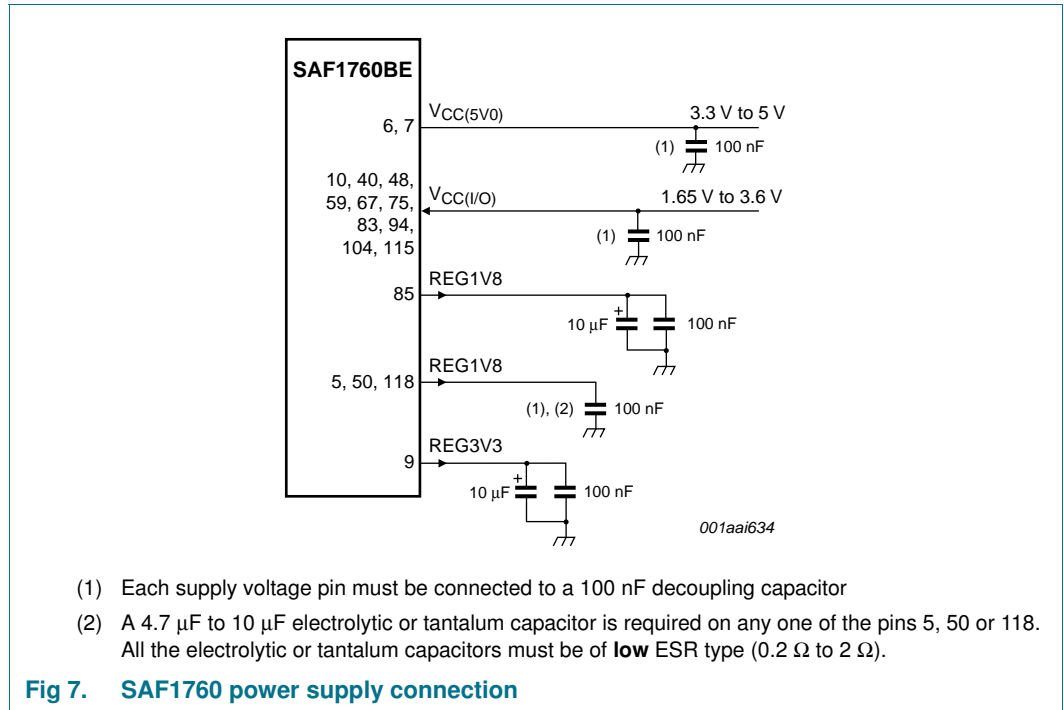 SAF1760BE
6, 7
VCC(5V0)
3.3 V to 5 V
(1)
100 nF
10, 40, 48,
59, 67, 75,
83, 94,
104, 115
VCC(I/O)
1.65 V to 3.6 V
(1)
100 nF
85
REG1V8
10 μF
+
100 nF
5, 50, 118
REG1V8
(1), (2)
100 nF
9
REG3V3
10 μF
+
100 nF
001aai634
(1) Each supply voltage pin must be connected to a 100 nF decoupling capacitor
(2) A 4.7 μF to 10 μF electrolytic or tantalum capacitor is required on any one of the pins 5, 50 or 118.
All the electrolytic or tantalum capacitors must be of low ESR type (0.2 Ω to 2 Ω).
Fig 7. SAF1760 power supply connection